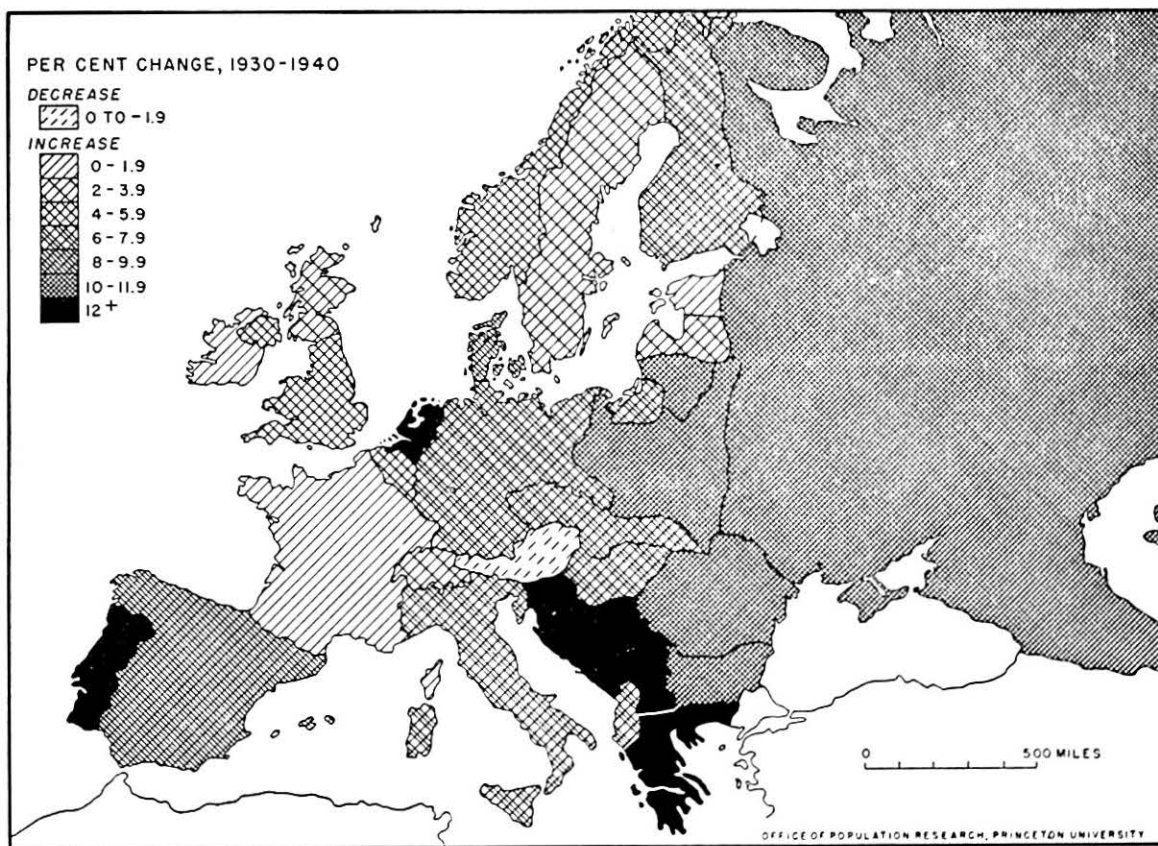 PER CENT CHANGE, 1930-1940
DECREASE
0 TO -1.9
INCREASE
0-1.9
2-3.9
4-5.9
6-7.9
8-9.9
10-11.9
12+
0 500 MILES
OFFICE OF POPULATION RESEARCH, PRINCETON UNIVERSITY